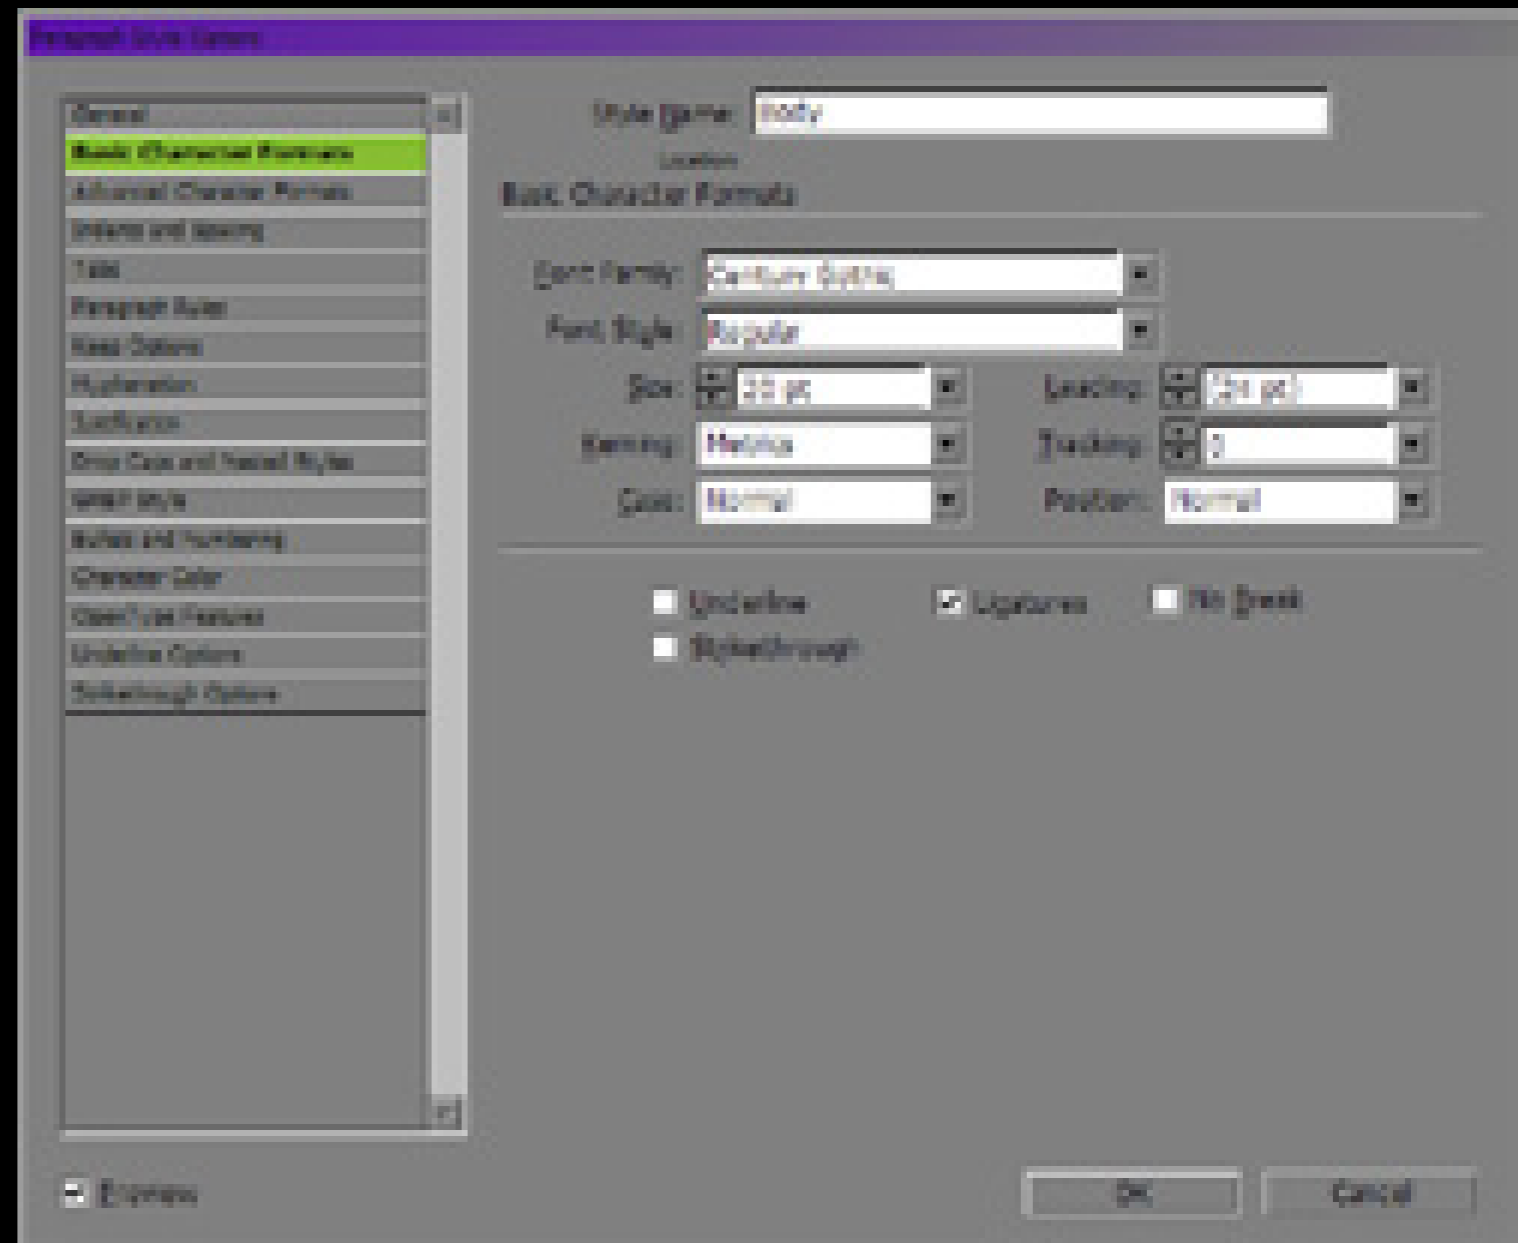 Paragraph Style Options
General
Basic Character Formats
Advanced Character Formats
Indents and Spacing
Tabs
Paragraph Rules
Keep Options
Hyphenation
Justification
Drop Caps and Nested Styles
GREP Style
Bullets and Numbering
Character Color
OpenType Features
Underline Options
Strikethrough Options
Style Name: Body
Location:
Basic Character Formats
Font Family: Century Gothic
Font Style: Regular
Size: pt
Leading: pt)
Kerning: Metrics
Tracking: 0
Case: Normal
Position: Normal
Underline
Ligatures
No Break
Strikethrough
Preview
OK
Cancel